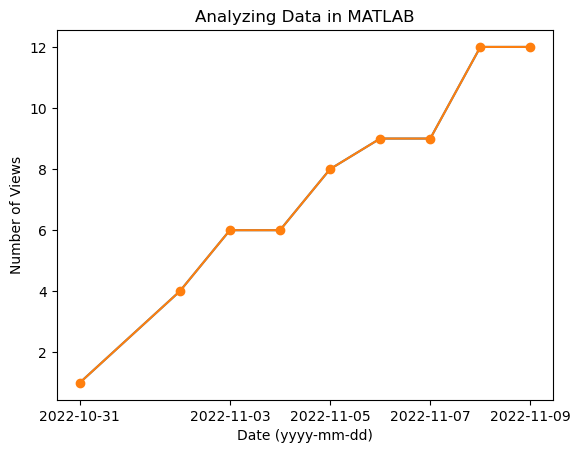 Analyzing Data in MATLAB
Number of Views
12
10
8
6
4
2
2022-10-31 2022-11-03 2022-11-05 2022-11-07 2022-11-09
Date (yyyy-mm-dd)